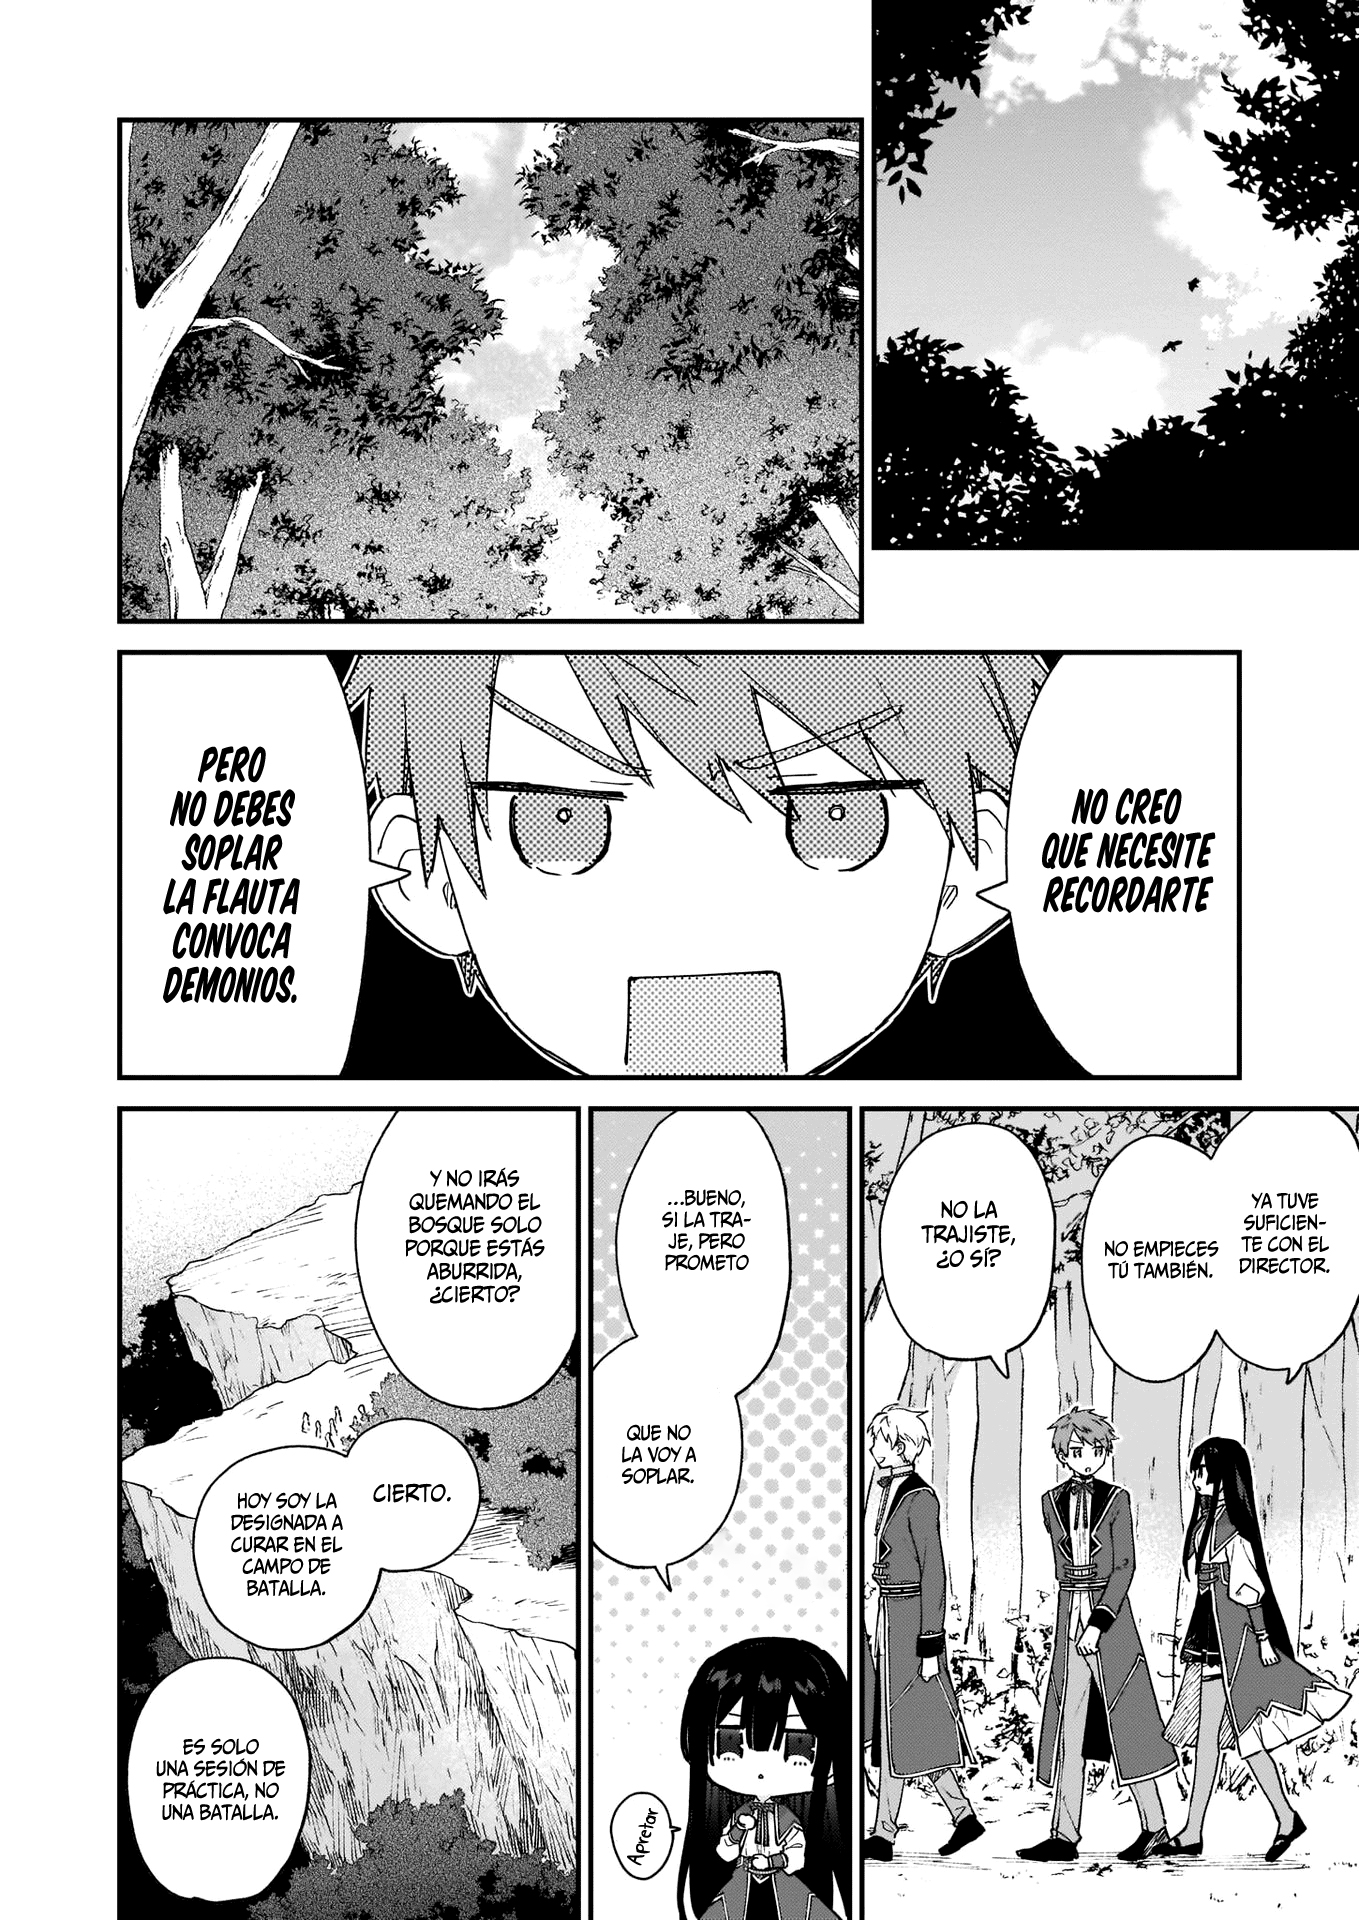 NO CREO
QUE NECESITE
RECORDARTE
PERO
NO DEBES
SOPLAR
LA FLAUTA
CONVOCA
DEMONIOS.
YA TUVE
SUFICIEN-
TE CON EL
DIRECTOR.
NO EMPIECES
TÚ TAMBIÉN.
NO LA
TRAJISTE,
¿O SÍ?
...BUENO,
SI LA TRA-
JE, PERO
PROMETO
QUE NO
LA VOY A
SOPLAR.
Apretar
Y NO IRÁS
QUEMANDO EL
BOSQUE SOLO
PORQUE ESTÁS
ABURRIDA,
¿CIERTO?
CIERTO.
HOY SOY LA
DESIGNADA A
CURAR EN EL
CAMPO DE
BATALLA.
ES SOLO
UNA SESIÓN DE
PRÁCTICA, NO
UNA BATALLA.